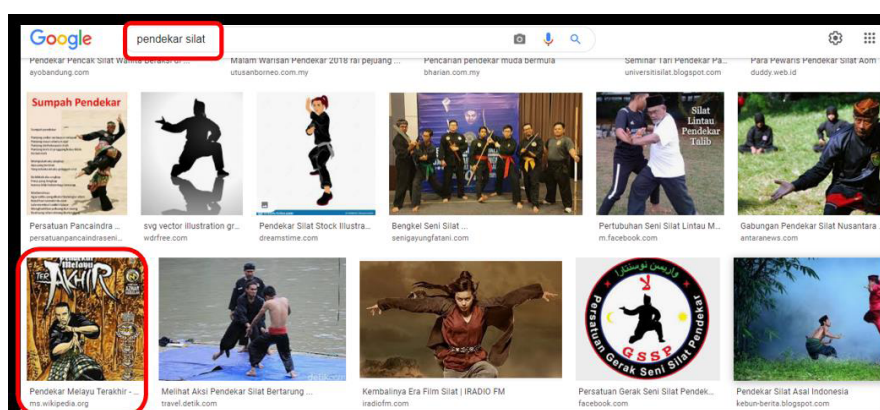 Google
pendekar silat
Pendekar Pencak Silat Wanita Beraksi di ...
Malam Warisan Pendekar 2018 rai pejuang ...
Pencarian pendekar muda bermula
Seminar Tari Pendekar Pa...
Para Pewaris Pendekar Silat Aom
ayobandung.com
utusanborneo.com.my
bharian.com.my
universitisilat.blogspot.com
duddy.web.id
Sumpah Pendekar
Silat
Lintau
Pendekar
Talib
Persatuan Pancaindra ...
svg vector illustration gr...
Pendekar Silat Stock Illustra...
Bengkel Seni Silat ...
Pertubuhan Seni Silat Lintau M...
Gabungan Pendekar Silat Nusantara
persatuanpancaindraseni...
wdrfree.com
dreamstime.com
senigayungfatani.com
m.facebook.com
antaranews.com
Pendekar
Melayu
TERAKHIR
Persatuan Gerak Seni Silat Pendekar
GSSP
Pendekar Melayu Terakhir - ...
Melihat Aksi Pendekar Silat Bertarung ...
Kembalinya Era Film Silat | IRADIO FM
Persatuan Gerak Seni Silat Pendek...
Pendekar Silat Asal Indonesia
ms.wikipedia.org
travel.detik.com
iradiofm.com
facebook.com
kebun-berita.blogspot.com